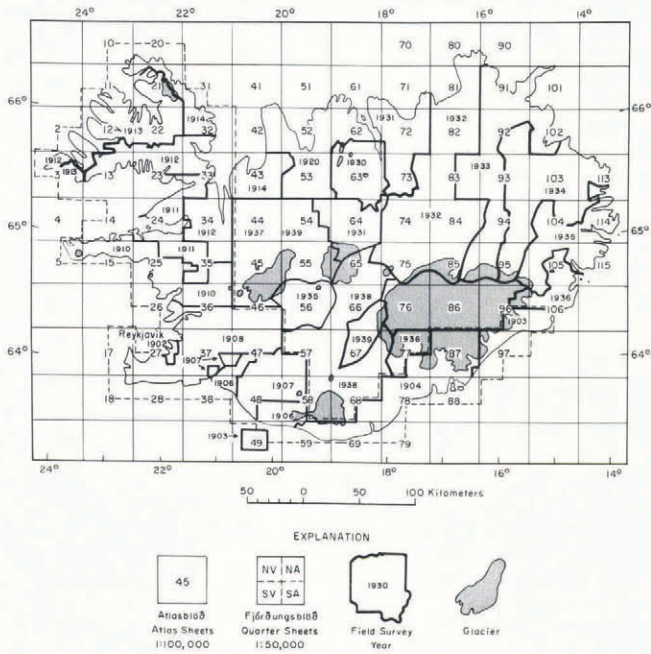 24° 22° 20° 18° 16° 14°
10 20 70 80 90
11 21 31 41 51 61 71 81 91 101
66° 66°
1914 1931 1932
2 12 1913 22 32 42 52 62 72 82 92 102
1912 1912 1920 1930 1933
3 1913 13 23 33 43 53 63 73 83 93 103
1914 1934
65° 65°
1911 1932
4 14 24 34 44 54 64 74 84 94 104 114
1912 1937 1939 1931 1935
1910 1911
5 15 25 35 45 55 65 75 85 95 105 115
1910 1935 1938 1936
26 36 46 56 66 76 86 96 106
1903
Reykjavík
1902 1908 1939 1936
64° 64°
17 27 37 47 57 67 77 87 97
1907
1906 1907 1938 1904
18 28 38 48 58 68 78 88
1906
1903
49 59 69 79
24° 22° 20° 18° 16° 14°
50 0 50 100 Kilometers
EXPLANATION
45
NV NA
SV SA
1930
Atlasblöð
Atlas Sheets
1:100,000
Fjórðungsblöð
Quarter Sheets
1:50,000
Field Survey
Year
Glacier